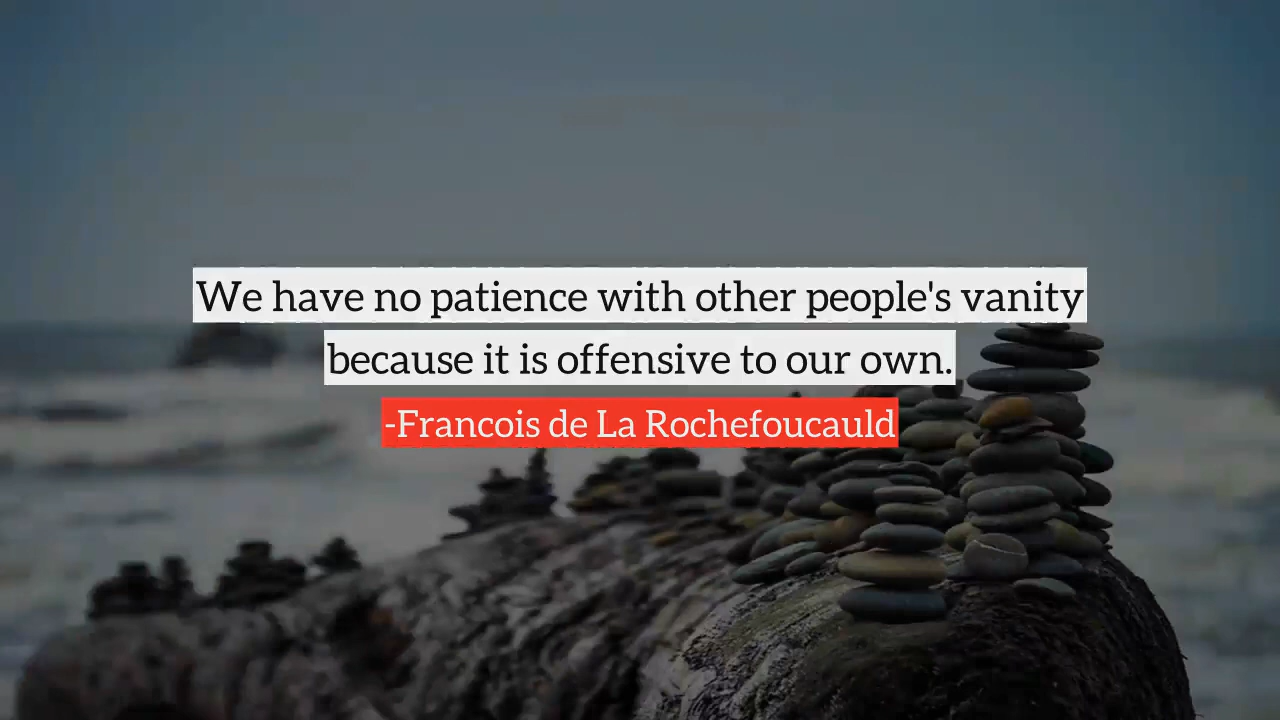 We have no patience with other people's vanity
because it is offensive to our own.
-Francois de La Rochefoucauld